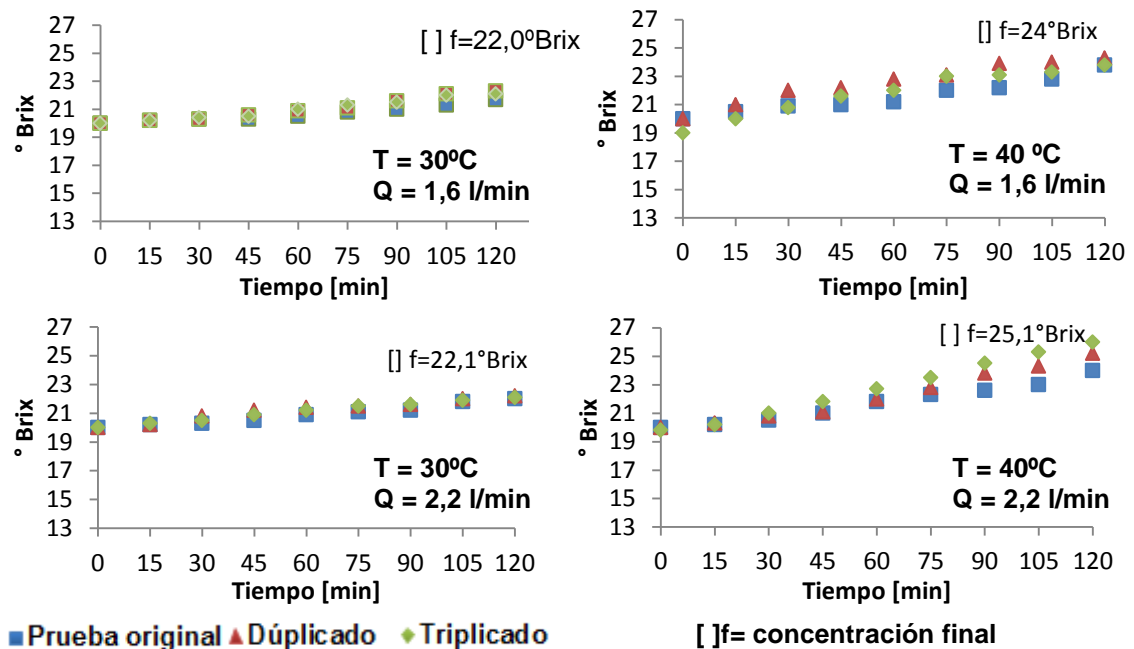 27
25
23
21
19
17
15
13
° Brix
[ ] f=22,0ºBrix
T = 30ºC
Q = 1,6 l/min
0 15 30 45 60 75 90 105 120
Tiempo [min]
27
25
23
21
19
17
15
13
° Brix
[] f=24°Brix
T = 40 ºC
Q = 1,6 l/min
0 15 30 45 60 75 90 105 120
Tiempo [min]
27
25
23
21
19
17
15
13
° Brix
[] f=22,1°Brix
T = 30ºC
Q = 2,2 l/min
0 15 30 45 60 75 90 105 120
Tiempo [min]
27
25
23
21
19
17
15
13
° Brix
[ ] f=25,1°Brix
T = 40ºC
Q = 2,2 l/min
0 15 30 45 60 75 90 105 120
Tiempo [min]
Prueba original Dúplicado Triplicado
[ ]f= concentración final